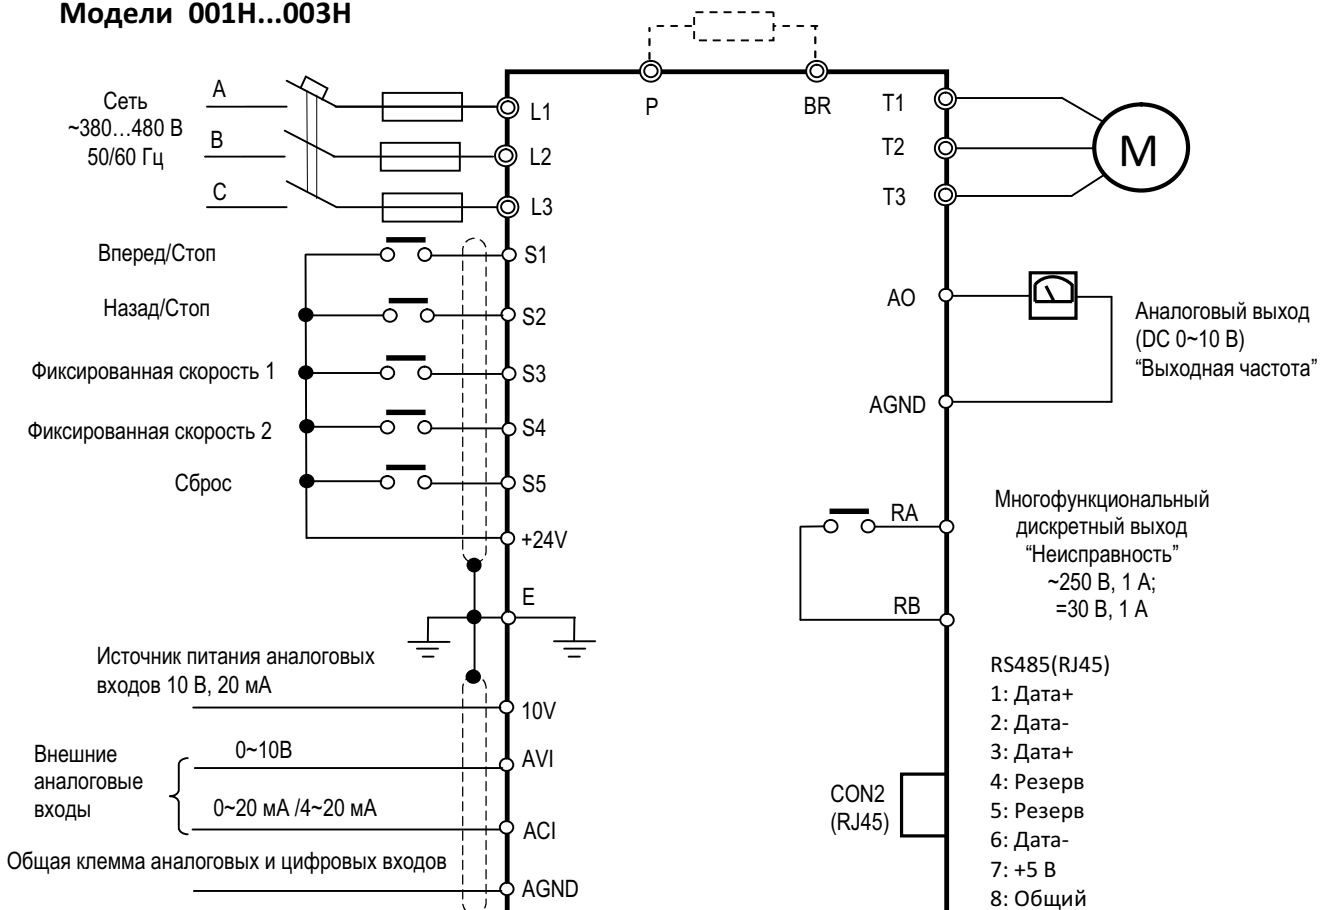 Модели 001H...003H
Сеть
~380…480 В
50/60 Гц
A
B
C
L1
L2
L3
P
BR
T1
T2
T3
M
Вперед/Стоп
S1
Назад/Стоп
S2
Фиксированная скорость 1
S3
Фиксированная скорость 2
S4
Сброс
S5
+24V
E
AO
AGND
Аналоговый выход
(DC 0~10 В)
“Выходная частота”
RA
RB
Многофункциональный
дискретный выход
“Неисправность”
~250 В, 1 А;
=30 В, 1 А
Источник питания аналоговых
входов 10 В, 20 мА
10V
Внешние
аналоговые
входы
0~10В
AVI
0~20 мА /4~20 мА
ACI
Общая клемма аналоговых и цифровых входов
AGND
CON2
(RJ45)
RS485(RJ45)
1: Дата+
2: Дата-
3: Дата+
4: Резерв
5: Резерв
6: Дата-
7: +5 В
8: Общий